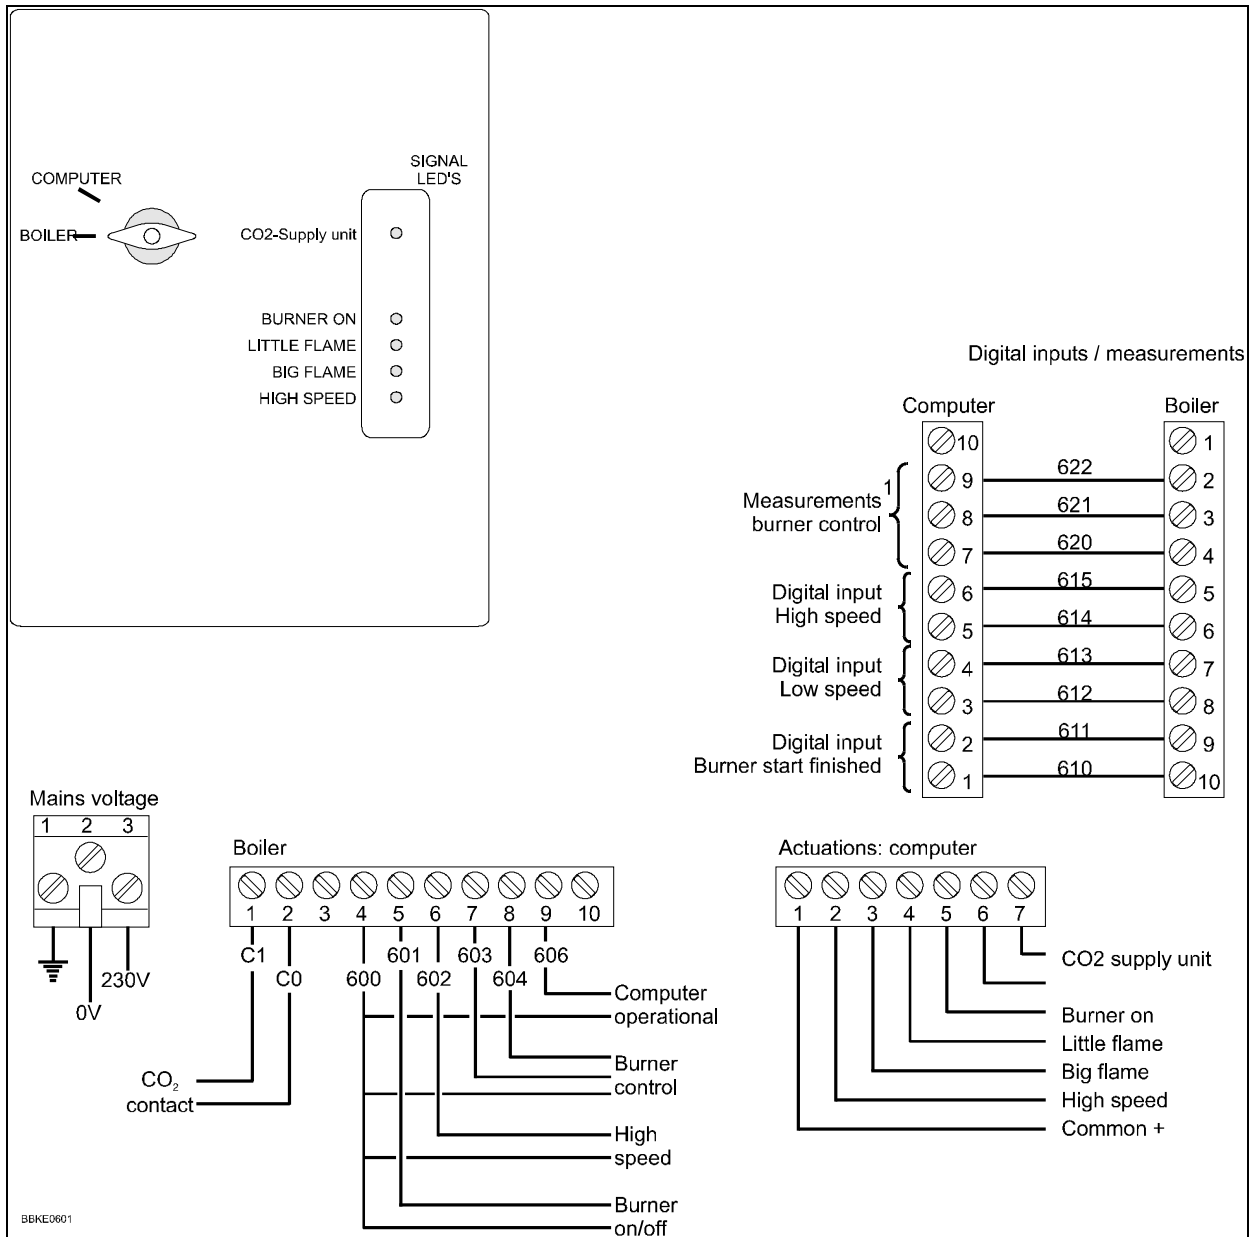 SIGNAL
LED'S
COMPUTER
BOILER
CO2-Supply unit
BURNER ON
LITTLE FLAME
BIG FLAME
HIGH SPEED
Digital inputs / measurements
Computer
Boiler
10
1
9
622
2
8
621
3
7
620
4
6
615
5
5
614
6
4
613
7
3
612
8
2
611
9
1
610
10
1
Measurements
burner control
Digital input
High speed
Digital input
Low speed
Digital input
Burner start finished
Mains voltage
1 2 3
230V
0V
Boiler
1 2 3 4 5 6 7 8 9 10
C1 601 603 606
C0 600 602 604
Computer
operational
Burner
control
High
speed
Burner
on/off
CO₂
contact
Actuations: computer
1 2 3 4 5 6 7
CO2 supply unit
Burner on
Little flame
Big flame
High speed
Common +
BBKE0601